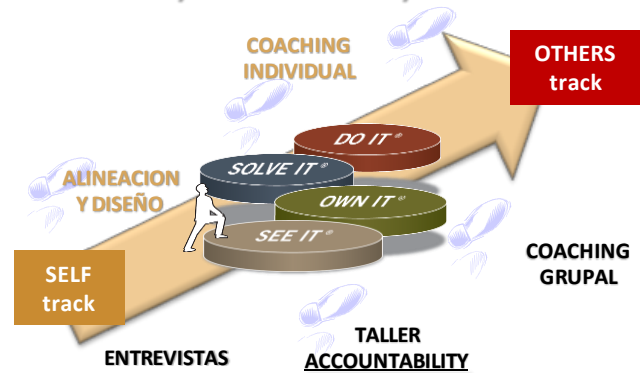 COACHING
INDIVIDUAL
OTHERS
track
DO IT ®
SOLVE IT ®
ALINEACION
Y DISEÑO
OWN IT ®
SEE IT ®
SELF
track
COACHING
GRUPAL
TALLER
ACCOUNTABILITY
ENTREVISTAS